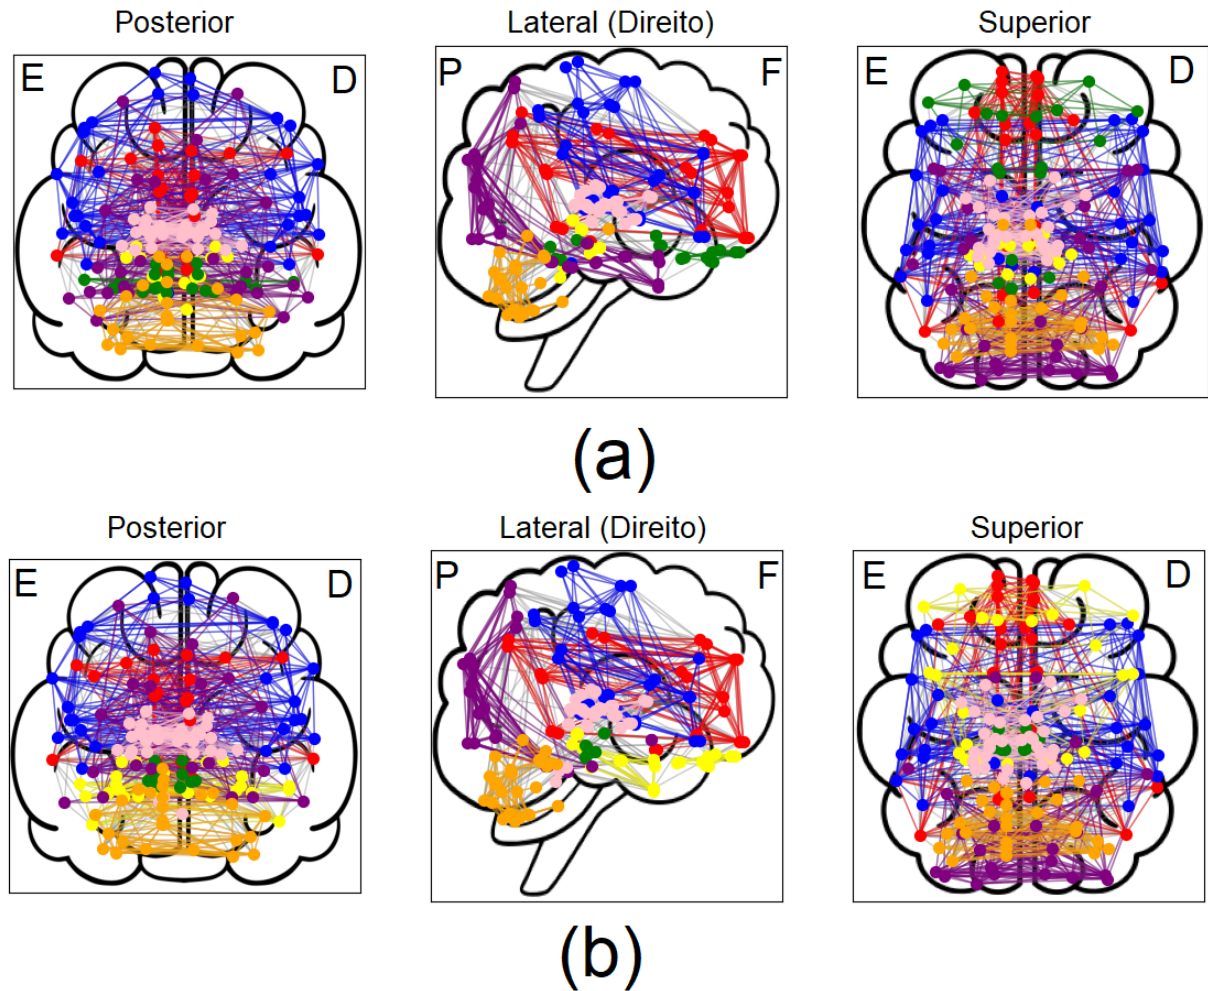 Posterior Lateral (Direito) Superior
E D P F E D
(a)
Posterior Lateral (Direito) Superior
E D P F E D
(b)